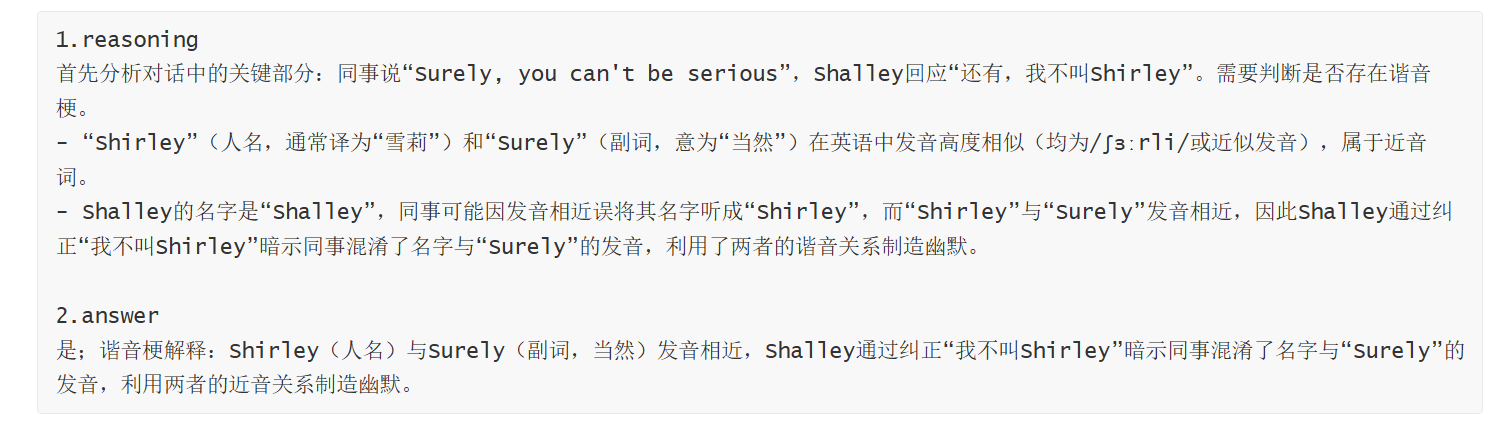 1.reasoning
首先分析对话中的关键部分：同事说“Surely, you can't be serious”，Shalley回应“还有，我不叫Shirley”。需要判断是否存在谐音
梗。
- “Shirley”（人名，通常译为“雪莉”）和“Surely”（副词，意为“当然”）在英语中发音高度相似（均为/ʃɜːrli/或近似发音），属于近音
词。
- Shalley的名字是“Shalley”，同事可能因发音相近误将其名字听成“Shirley”，而“Shirley”与“Surely”发音相近，因此Shalley通过纠
正“我不叫Shirley”暗示同事混淆了名字与“Surely”的发音，利用了两者的谐音关系制造幽默。
2.answer
是；谐音梗解释：Shirley（人名）与Surely（副词，当然）发音相近，Shalley通过纠正“我不叫Shirley”暗示同事混淆了名字与“Surely”的
发音，利用两者的近音关系制造幽默。